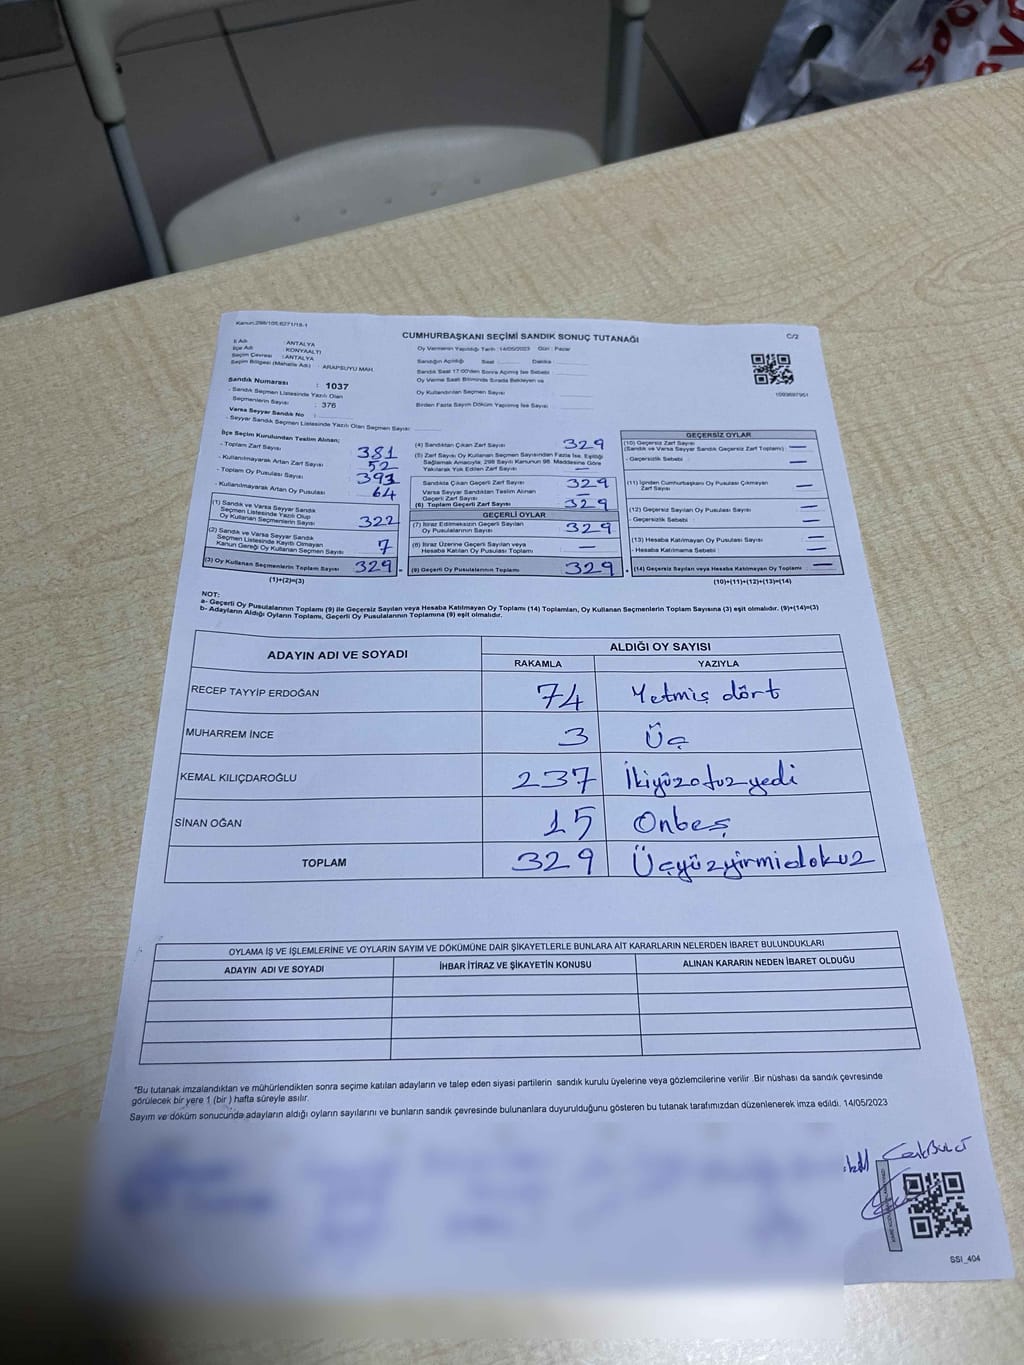 Kanun:298/105,6271/18-1
CUMHURBAŞKANI SEÇİMİ SANDIK SONUÇ TUTANAĞI
C/2
İl Adı : ANTALYA
İlçe Adı : KONYAALTI
Seçim Çevresi : ANTALYA
Seçim Bölgesi (Mahalle Adı) : ARAPSUYU MAH.
Sandık Numarası : 1037
- Sandık Seçmen Listesinde Yazılı Olan
Seçmenlerin Sayısı : 376
Varsa Seyyar Sandık No :
- Seyyar Sandık Seçmen Listesinde Yazılı Olan Seçmen Sayısı
Oy Vermenin Yapıldığı Tarih :14/05/2023 Gün : Pazar
Sandığın Açıldığı Saat Dakika
Sandık Saat 17:00'den Sonra Açılmış İse Sebebi
Oy Verme Saati Bitiminde Sırada Bekleyen ve
Oy Kullandırılan Seçmen Sayısı
Birden Fazla Sayım Döküm Yapılmış İse Sayısı
1093697951
İlçe Seçim Kurulundan Teslim Alınan;
- Toplam Zarf Sayısı 381
- Kullanılmayarak Artan Zarf Sayısı 52
- Toplam Oy Pusulası Sayısı 393
- Kullanılmayarak Artan Oy Pusulası 64
(1) Sandık ve Varsa Seyyar Sandık
Seçmen Listesinde Yazılı Olup
Oy Kullanan Seçmenlerin Sayısı 322
(2) Sandık ve Varsa Seyyar Sandık
Seçmen Listesinde Kayıtlı Olmayan
Kanun Gereği Oy Kullanan Seçmen Sayısı 7
(3) Oy Kullanan Seçmenlerin Toplam Sayısı 329 =
(1)+(2)=(3)
(4) Sandıktan Çıkan Zarf Sayısı 329
(5) Zarf Sayısı Oy Kullanan Seçmen Sayısından Fazla İse, Eşitliği
Sağlamak Amacıyla, 298 Sayılı Kanunun 98. Maddesine Göre
Yakılarak Yok Edilen Zarf Sayısı —
Sandıkta Çıkan Geçerli Zarf Sayısı 329
Varsa Seyyar Sandıktan Teslim Alınan
Geçerli Zarf Sayısı —
(6) Toplam Geçerli Zarf Sayısı 329
GEÇERLİ OYLAR
(7) İtiraz Edilmeksizin Geçerli Sayılan
Oy Pusulalarının Sayısı 329
(8) İtiraz Üzerine Geçerli Sayılan veya
Hesaba Katılan Oy Pusulası Toplamı —
(9) Geçerli Oy Pusulalarının Toplamı 329 +
GEÇERSİZ OYLAR
(10) Geçersiz Zarf Sayısı
(Sandık ve Varsa Seyyar Sandık Geçersiz Zarf Toplamı) —
- Geçersizlik Sebebi : —
(11) İçinden Cumhurbaşkanı Oy Pusulası Çıkmayan
Zarf Sayısı —
(12) Geçersiz Sayılan Oy Pusulası Sayısı —
- Geçersizlik Sebebi : —
(13) Hesaba Katılmayan Oy Pusulası Sayısı —
- Hesaba Katılmama Sebebi : —
(14) Geçersiz Sayılan veya Hesaba Katılmayan Oy Toplamı —
(10)+(11)+(12)+(13)=(14)
NOT:
a- Geçerli Oy Pusulalarının Toplamı (9) ile Geçersiz Sayılan veya Hesaba Katılmayan Oy Toplamı (14) Toplamları, Oy Kullanan Seçmenlerin Toplam Sayısına (3) eşit olmalıdır. (9)+(14)=(3)
b- Adayların Aldığı Oyların Toplamı, Geçerli Oy Pusulalarının Toplamına (9) eşit olmalıdır.
ADAYIN ADI VE SOYADI
ALDIĞI OY SAYISI
RAKAMLA YAZIYLA
RECEP TAYYİP ERDOĞAN 74 Yetmiş dört
MUHARREM İNCE 3 Üç
KEMAL KILIÇDAROĞLU 237 İkiyüzotuzyedi
SİNAN OĞAN 15 Onbeş
TOPLAM 329 Üçyüzyirmidokuz
OYLAMA İŞ VE İŞLEMLERİNE VE OYLARIN SAYIM VE DÖKÜMÜNE DAİR ŞİKAYETLERLE BUNLARA AİT KARARLARIN NELERDEN İBARET BULUNDUKLARI
ADAYIN ADI VE SOYADI İHBAR İTİRAZ VE ŞİKAYETİN KONUSU ALINAN KARARIN NEDEN İBARET OLDUĞU
"Bu tutanak imzalandıktan ve mühürlendikten sonra seçime katılan adayların ve talep eden siyasi partilerin sandık kurulu üyelerine veya gözlemcilerine verilir .Bir nüshası da sandık çevresinde
görülecek bir yere 1 (bir ) hafta süreyle asılır.
Sayım ve döküm sonucunda adayların aldığı oyların sayılarını ve bunların sandık çevresinde bulunanlara duyurulduğunu gösteren bu tutanak tarafımızdan düzenlenerek imza edildi. 14/05/2023
SSI_404